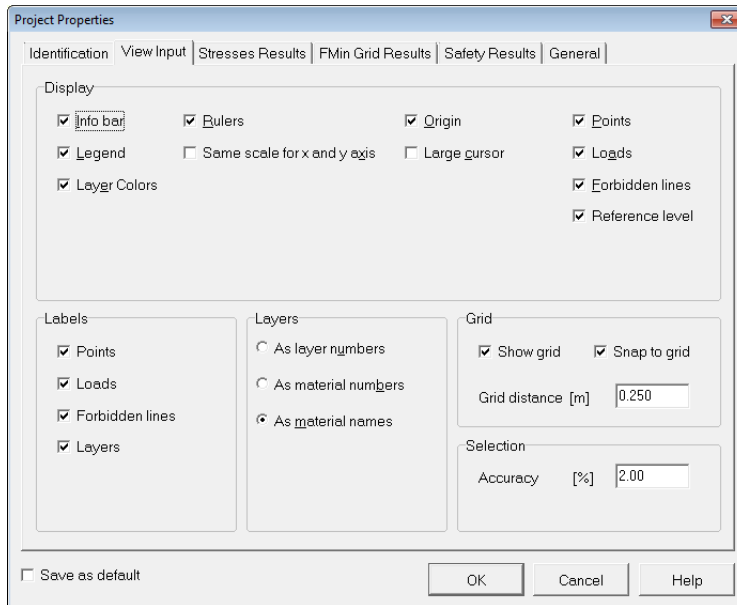 Project Properties
Identification View Input Stresses Results FMin Grid Results Safety Results General
Display
Info bar Rulers Origin Points
Legend Same scale for x and y axis Large cursor Loads
Layer Colors Forbidden lines
Reference level
Labels
Points
Loads
Forbidden lines
Layers
Layers
As layer numbers
As material numbers
As material names
Grid
Show grid Snap to grid
Grid distance [m] 0.250
Selection
Accuracy [%] 2.00
Save as default OK Cancel Help